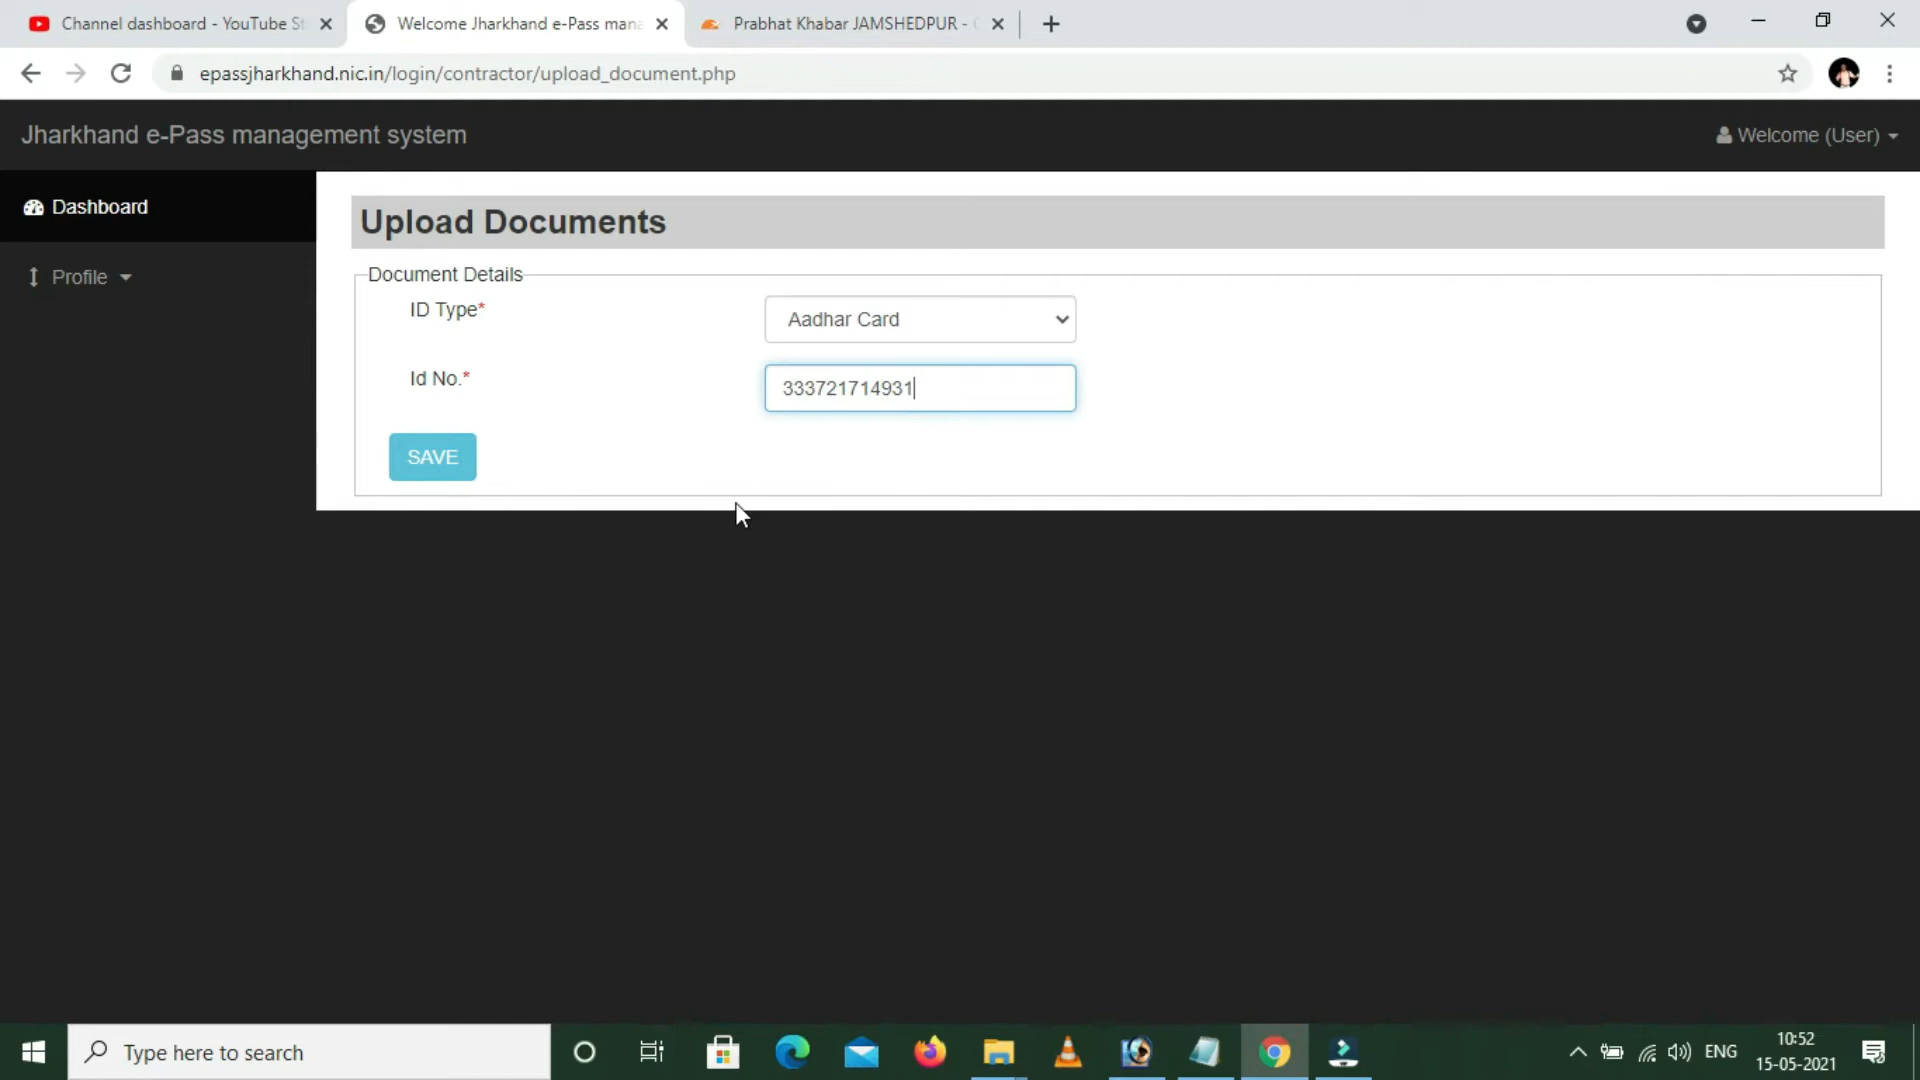 Channel dashboard - YouTube St
Welcome Jharkhand e-Pass mana
Prabhat Khabar JAMSHEDPUR -
epassjharkhand.nic.in/login/contractor/upload_document.php
Jharkhand e-Pass management system
Welcome (User)
Dashboard
Profile
Upload Documents
Document Details
ID Type*
Aadhar Card
Id No.*
333721714931
SAVE
Type here to search
ENG
10:52
15-05-2021